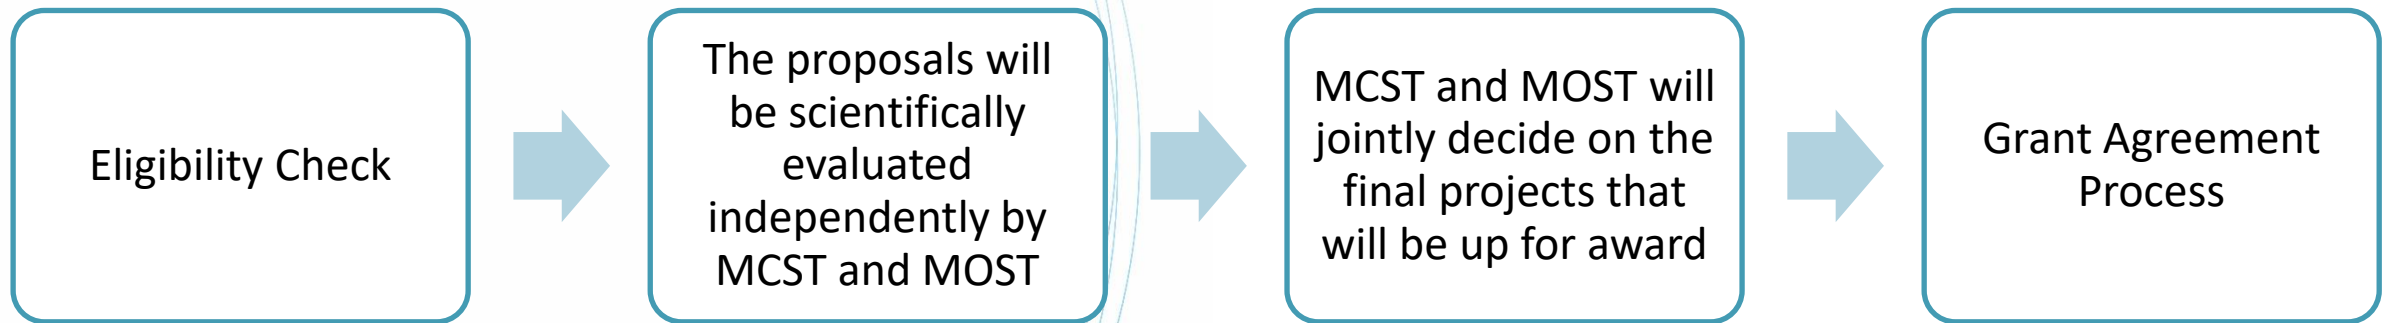 Eligibility Check
The proposals will
be scientifically
evaluated
independently by
MCST and MOST
MCST and MOST will
jointly decide on the
final projects that
will be up for award
Grant Agreement
Process